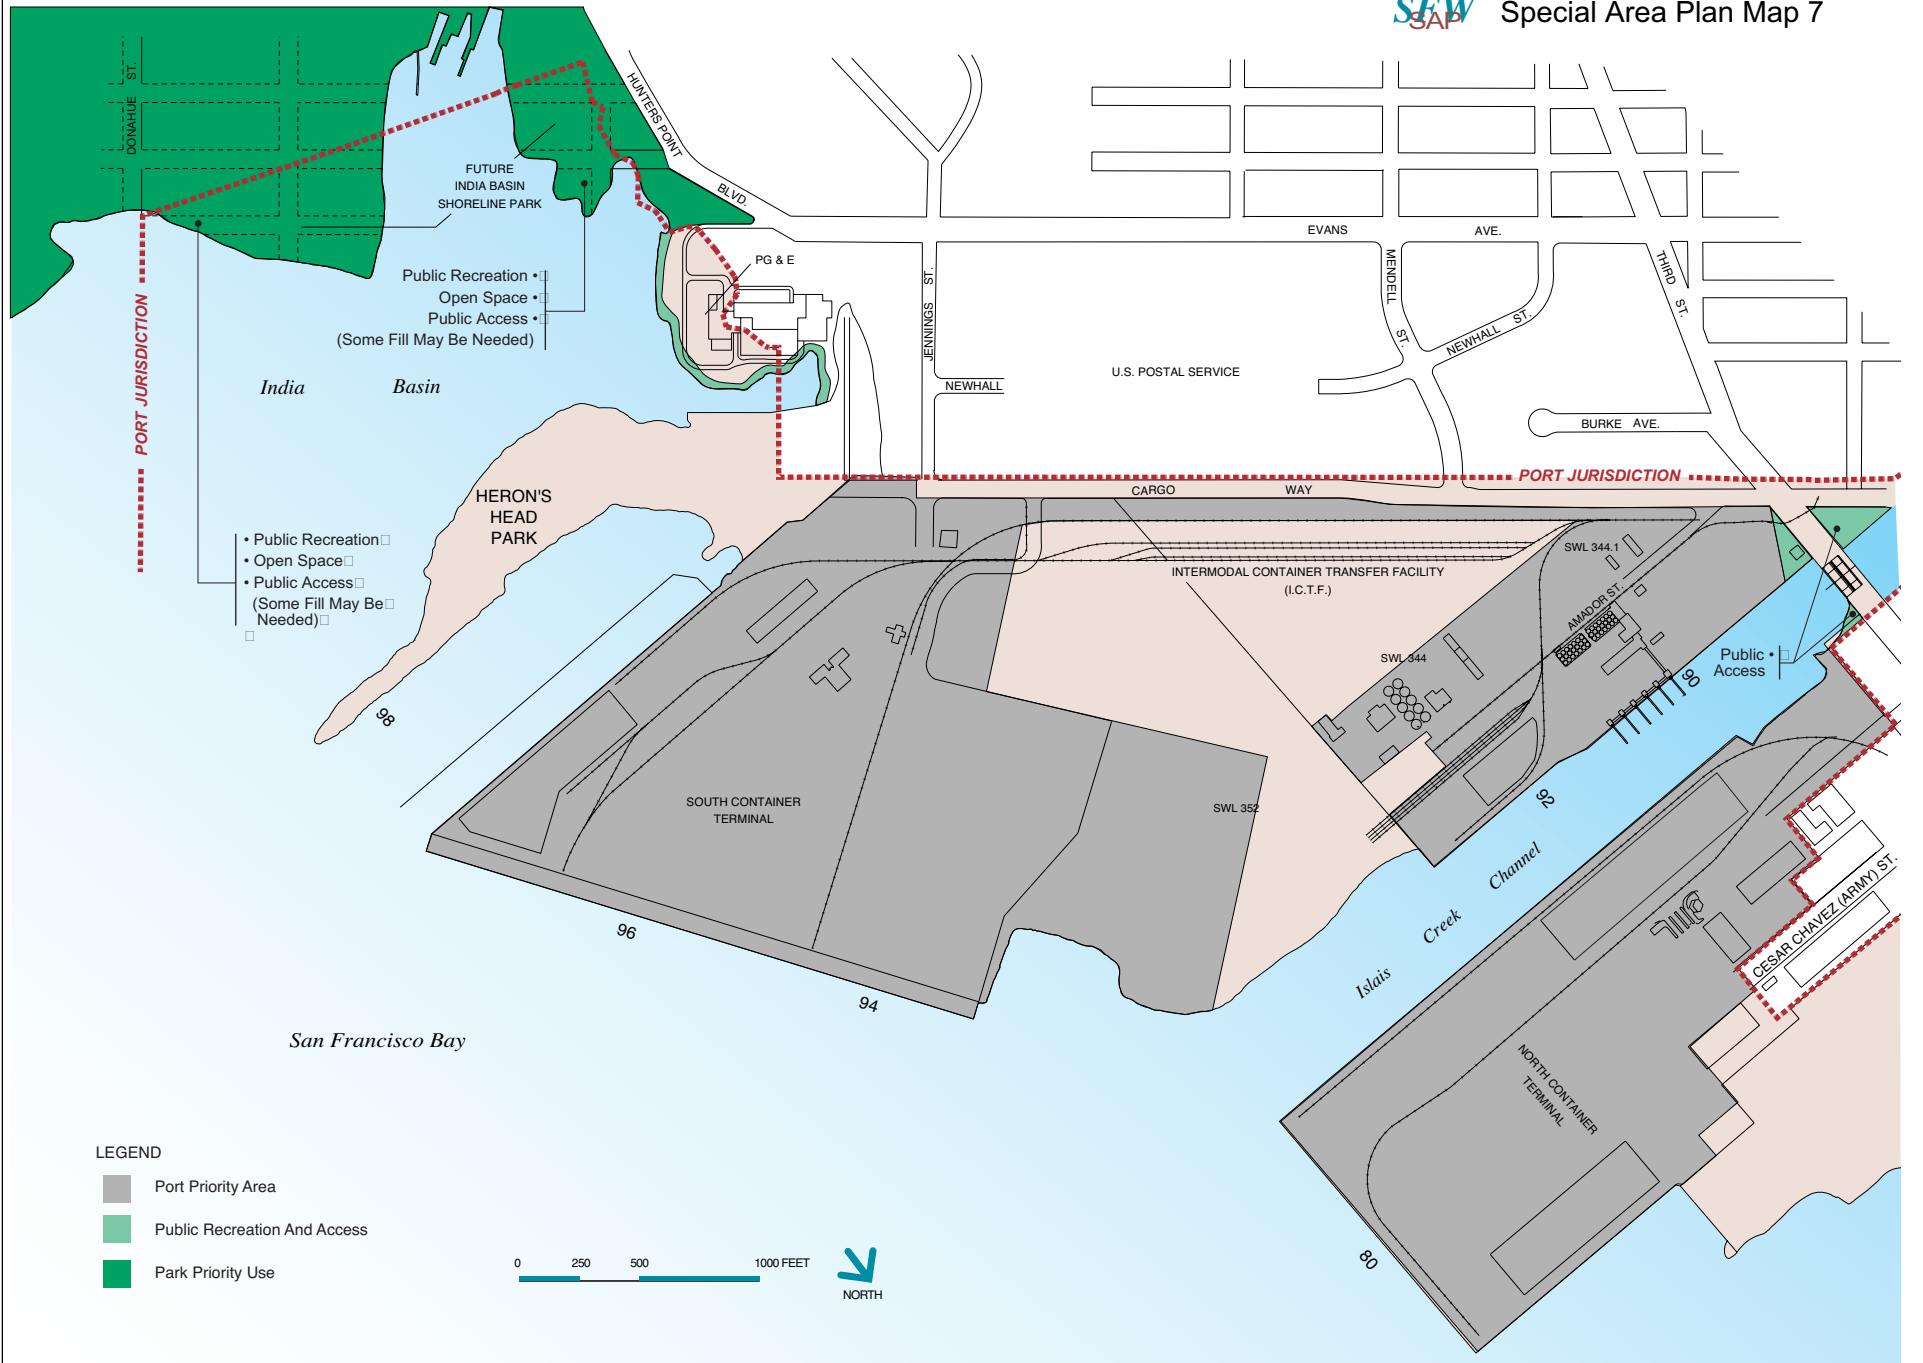 SFW
SAP
Special Area Plan Map 7
DONAHUE ST.
HUNTERS POINT
BLVD.
FUTURE
INDIA BASIN
SHORELINE PARK
Public Recreation •
Open Space •
Public Access •
(Some Fill May Be Needed)
PORT JURISDICTION
India Basin
PG & E
JENNINGS ST.
NEWHALL
EVANS AVE.
MENDELL ST.
NEWHALL ST.
THIRD ST.
U.S. POSTAL SERVICE
BURKE AVE.
PORT JURISDICTION
CARGO WAY
HERON'S
HEAD
PARK
• Public Recreation
• Open Space
• Public Access
(Some Fill May Be
Needed)
SWL 344.1
INTERMODAL CONTAINER TRANSFER FACILITY
(I.C.T.F.)
AMADOR ST.
SWL 344
Public •
Access
90
98
92
SOUTH CONTAINER
TERMINAL
SWL 352
Islais Creek Channel
CESAR CHAVEZ (ARMY) ST.
96
94
San Francisco Bay
NORTH CONTAINER
TERMINAL
80
LEGEND
Port Priority Area
Public Recreation And Access
Park Priority Use
0 250 500 1000 FEET
NORTH